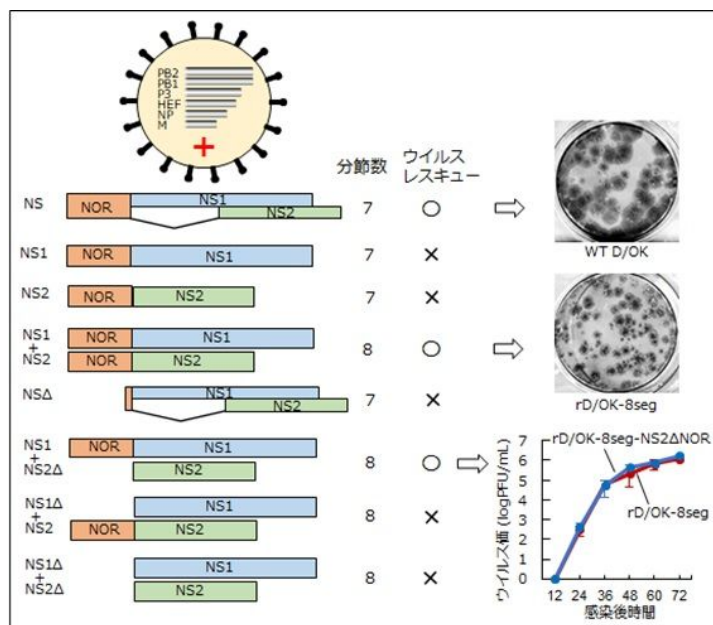 PB2
PB1
P3
HEF
NP
M
+
分節数
ウイルス
レスキュー
NS
NOR
NS1
NS2
7
○
WT D/OK
NS1
NOR
NS1
7
×
NS2
NOR
NS2
7
×
NS1
+
NS2
NOR
NS1
NOR
NS2
8
○
rD/OK-8seg
NSΔ
NS1
NS2
7
×
NS1
+
NS2Δ
NOR
NS1
NS2
8
○
NS1Δ
+
NS2
NS1
NOR
NS2
8
×
NS1Δ
+
NS2Δ
NS1
NS2
8
×
ウイルス価 (logPFU/mL)
7
6
5
4
3
2
1
0
rD/OK-8seg-NS2ΔNOR
rD/OK-8seg
12 24 36 48 60 72
感染後時間